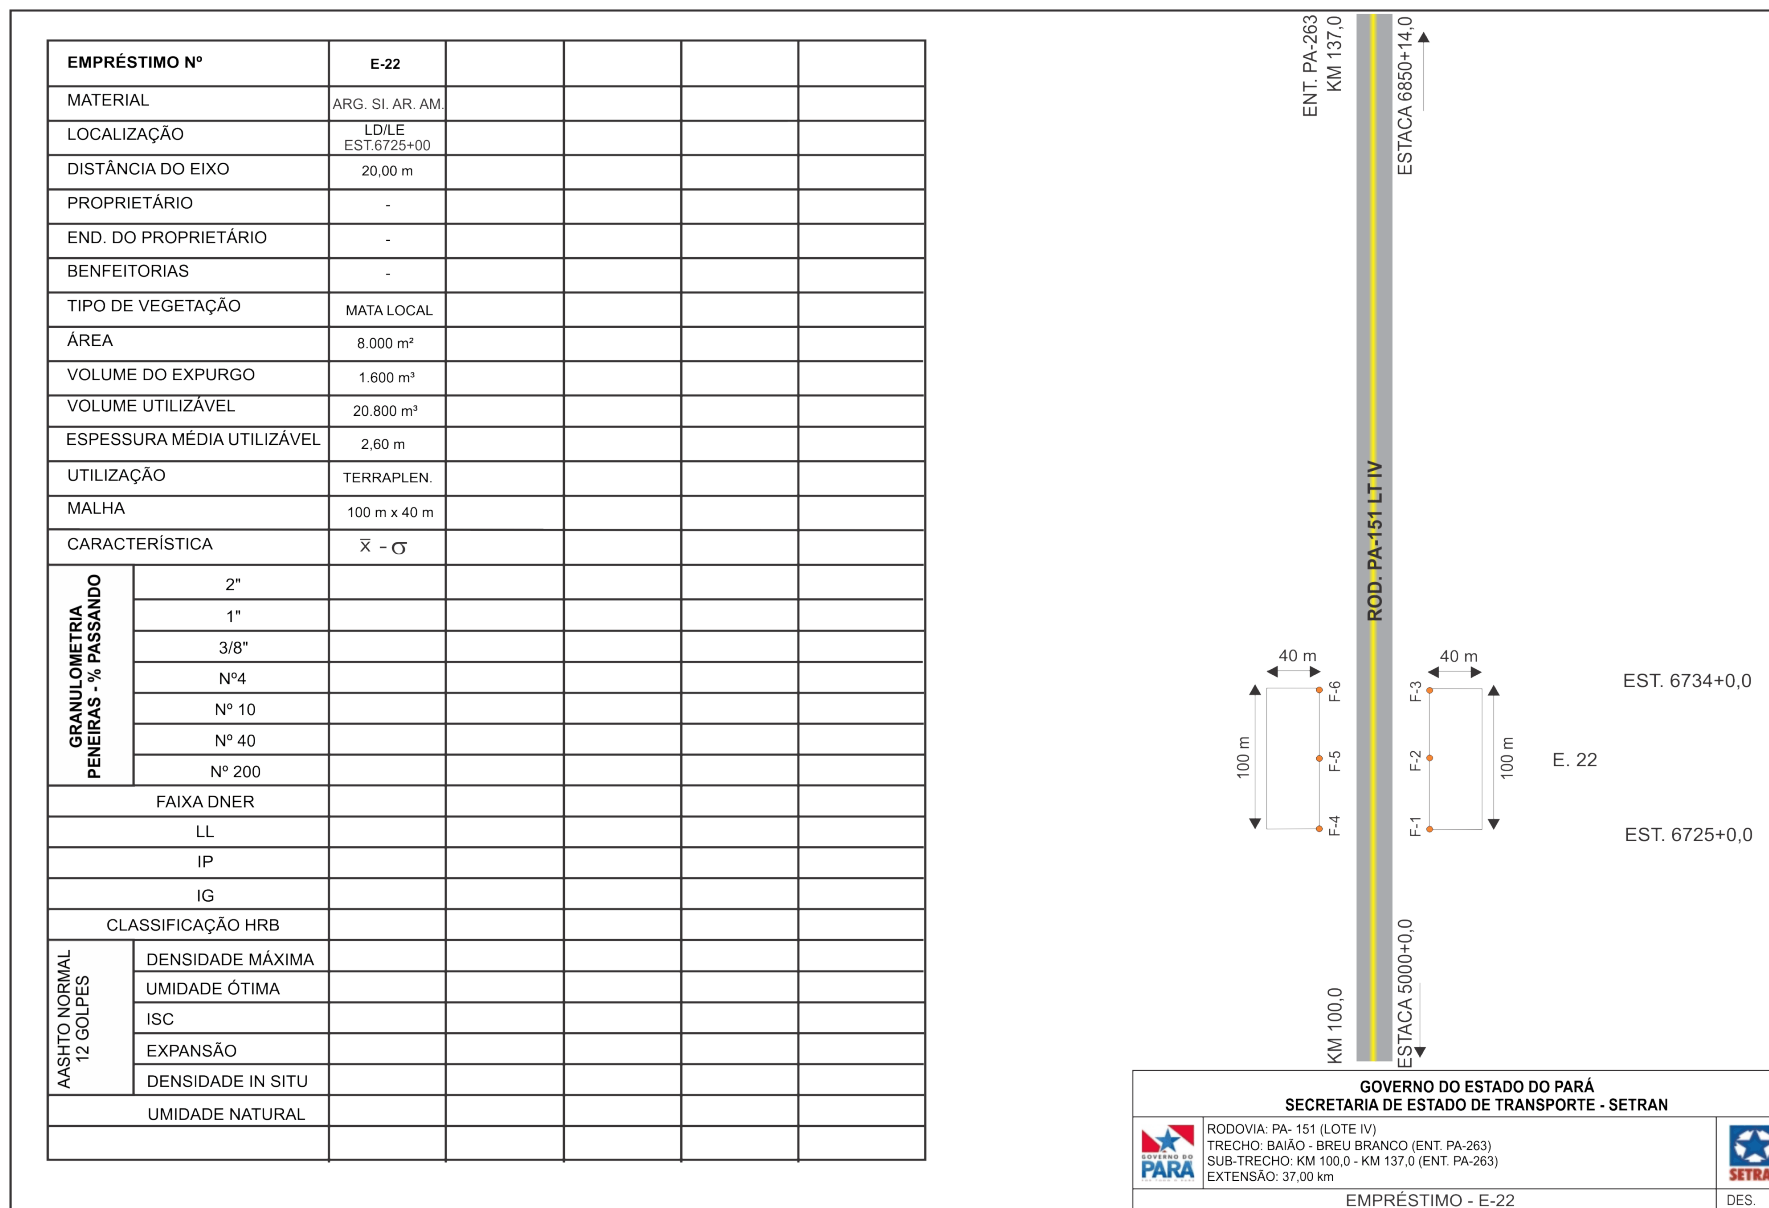 EMPRÉSTIMO Nº E-22
MATERIAL ARG. SI. AR. AM.
LOCALIZAÇÃO LD/LE
EST.6725+00
DISTÂNCIA DO EIXO 20,00 m
PROPRIETÁRIO -
END. DO PROPRIETÁRIO -
BENFEITORIAS -
TIPO DE VEGETAÇÃO MATA LOCAL
ÁREA 8.000 m²
VOLUME DO EXPURGO 1.600 m³
VOLUME UTILIZÁVEL 20.800 m³
ESPESSURA MÉDIA UTILIZÁVEL 2,60 m
UTILIZAÇÃO TERRAPLEN.
MALHA 100 m x 40 m
CARACTERÍSTICA x̅ - σ
GRANULOMETRIA
PENEIRAS - % PASSANDO
2"
1"
3/8"
Nº4
Nº 10
Nº 40
Nº 200
FAIXA DNER
LL
IP
IG
CLASSIFICAÇÃO HRB
AASHTO NORMAL
12 GOLPES
DENSIDADE MÁXIMA
UMIDADE ÓTIMA
ISC
EXPANSÃO
DENSIDADE IN SITU
UMIDADE NATURAL
ENT. PA-263
KM 137,0
ESTACA 6850+14,0
ROD. PA-151 LT IV
40 m
40 m
F-6
F-3
EST. 6734+0,0
100 m
F-5
F-2
100 m
E. 22
F-4
F-1
EST. 6725+0,0
KM 100,0
ESTACA 5000+0,0
GOVERNO DO ESTADO DO PARÁ
SECRETARIA DE ESTADO DE TRANSPORTE - SETRAN
GOVERNO DO
PARÁ
RODOVIA: PA- 151 (LOTE IV)
TRECHO: BAIÃO - BREU BRANCO (ENT. PA-263)
SUB-TRECHO: KM 100,0 - KM 137,0 (ENT. PA-263)
EXTENSÃO: 37,00 km
SETRA
EMPRÉSTIMO - E-22
DES.